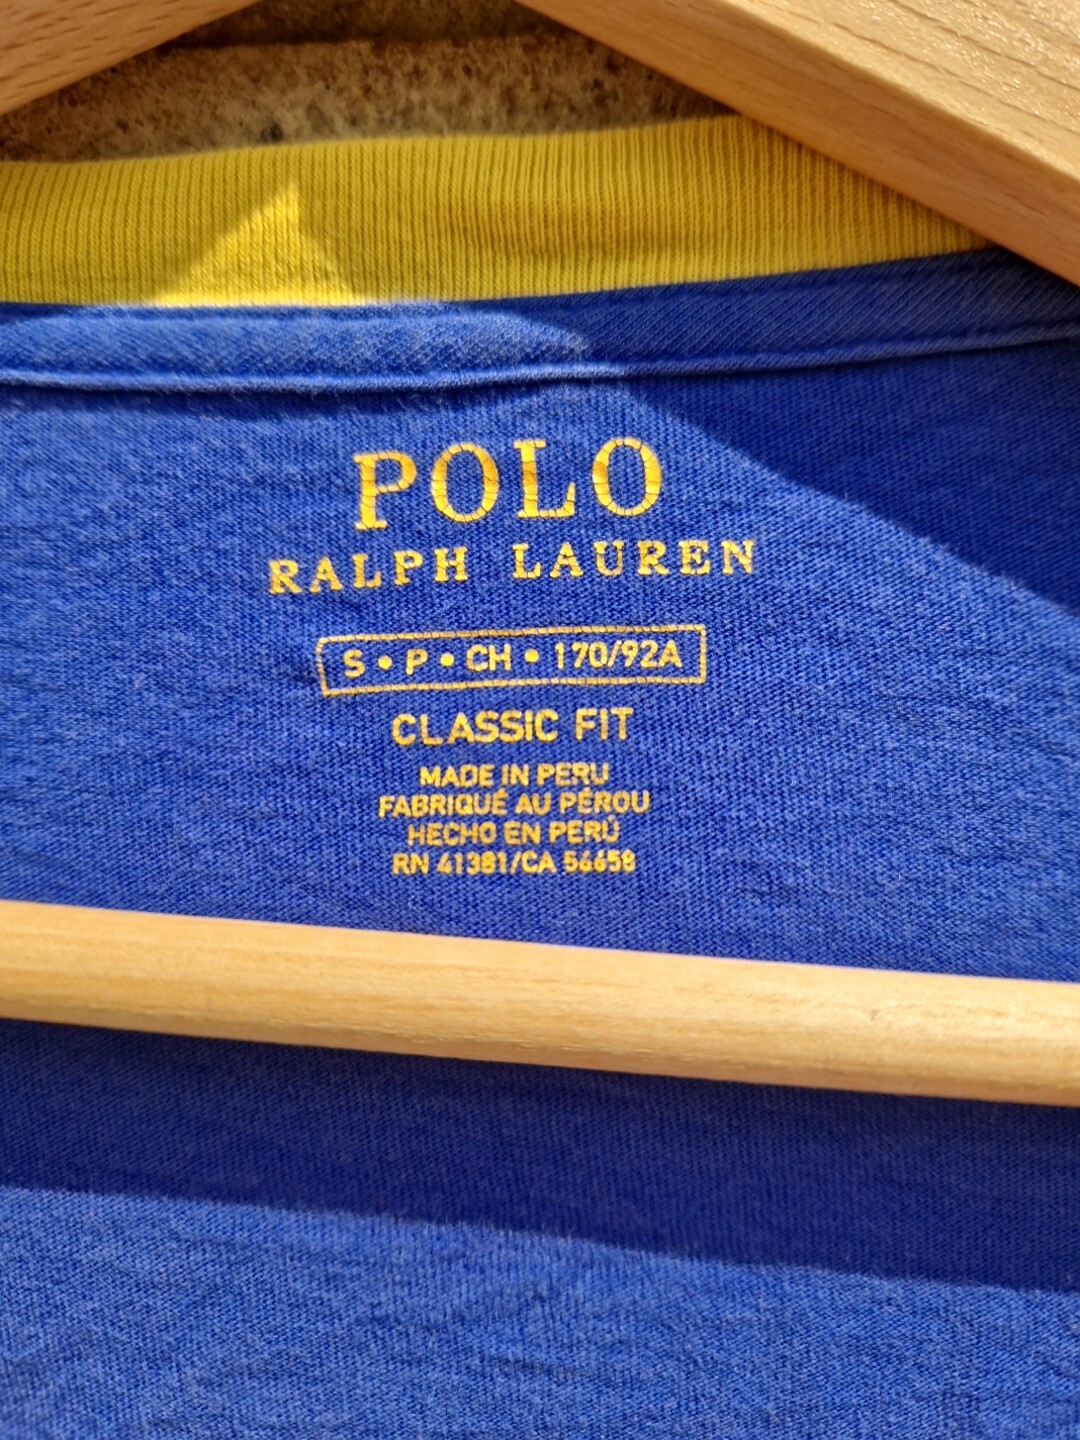 POLO
RALPH LAUREN
S • P • CH • 170/92A
CLASSIC FIT
MADE IN PERU
FABRIQUÉ AU PÉROU
HECHO EN PERÚ
RN 41381/CA 56658